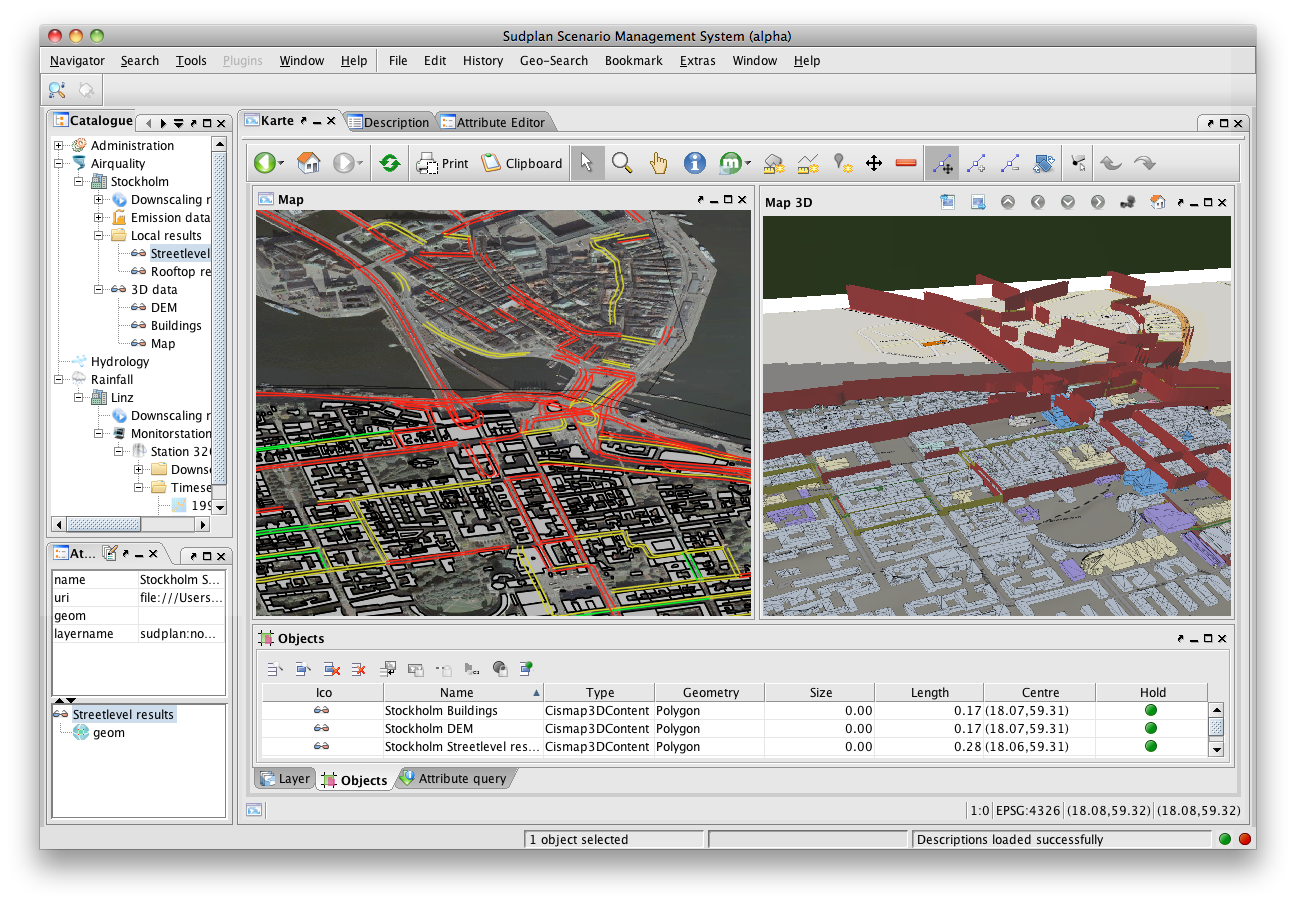 Sudplan Scenario Management System (alpha)
Navigator Search Tools Plugins Window Help File Edit History Geo-Search Bookmark Extras Window Help
Catalogue
Administration
Airquality
Stockholm
Downscaling r
Emission data
Local results
Streetlevel
Rooftop re
3D data
DEM
Buildings
Map
Hydrology
Rainfall
Linz
Downscaling r
Monitorstation
Station 326
Downs
Timese
199
At...
name Stockholm S...
uri file:///Users...
geom
layername sudplan:no...
Streetlevel results
geom
Karte Description Attribute Editor
Print Clipboard
Map
Map 3D
Objects
Ico Name Type Geometry Size Length Centre Hold
Stockholm Buildings Cismap3DContent Polygon 0.00 0.17 (18.07,59.31)
Stockholm DEM Cismap3DContent Polygon 0.00 0.17 (18.07,59.31)
Stockholm Streetlevel res... Cismap3DContent Polygon 0.00 0.28 (18.06,59.31)
Layer Objects Attribute query
1:0 EPSG:4326 (18.08,59.32) (18.08,59.32)
1 object selected Descriptions loaded successfully